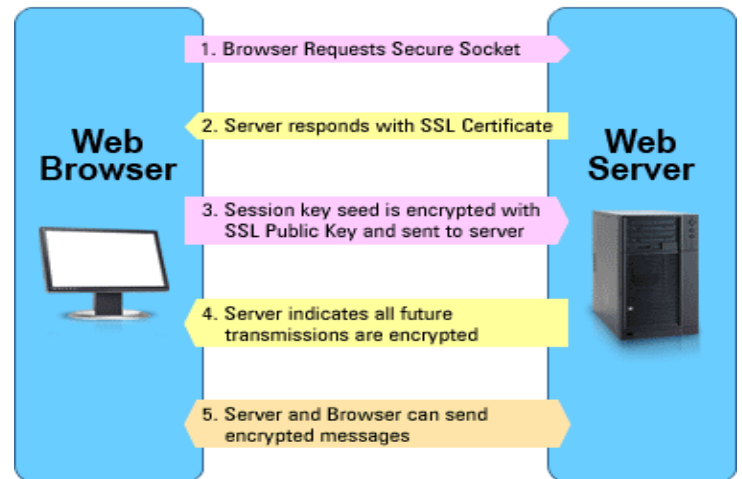 1. Browser Requests Secure Socket
2. Server responds with SSL Certificate
Web
Browser
Web
Server
3. Session key seed is encrypted with
SSL Public Key and sent to server
4. Server indicates all future
transmissions are encrypted
5. Server and Browser can send
encrypted messages